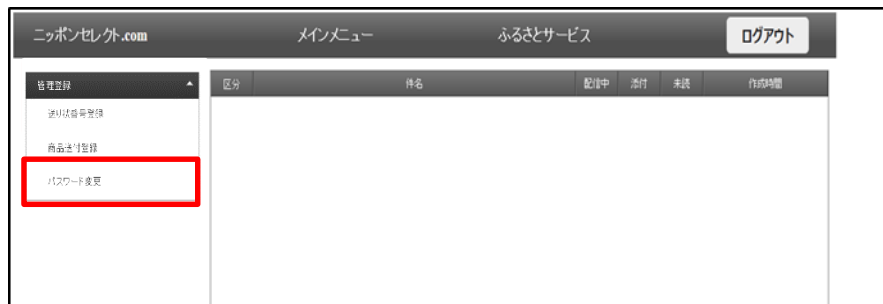 ニッポンセレクト.com メインメニュー ふるさとサービス ログアウト
管理登録 区分 件名 配信中 添付 未読 作成時間
送り状番号登録
商品送付登録
パスワード変更